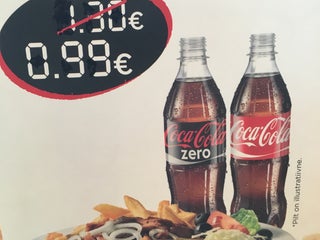 1.30€
0.99€
Coca-Cola
zero
Coca-Cola
*Pilt on illustratiivne.